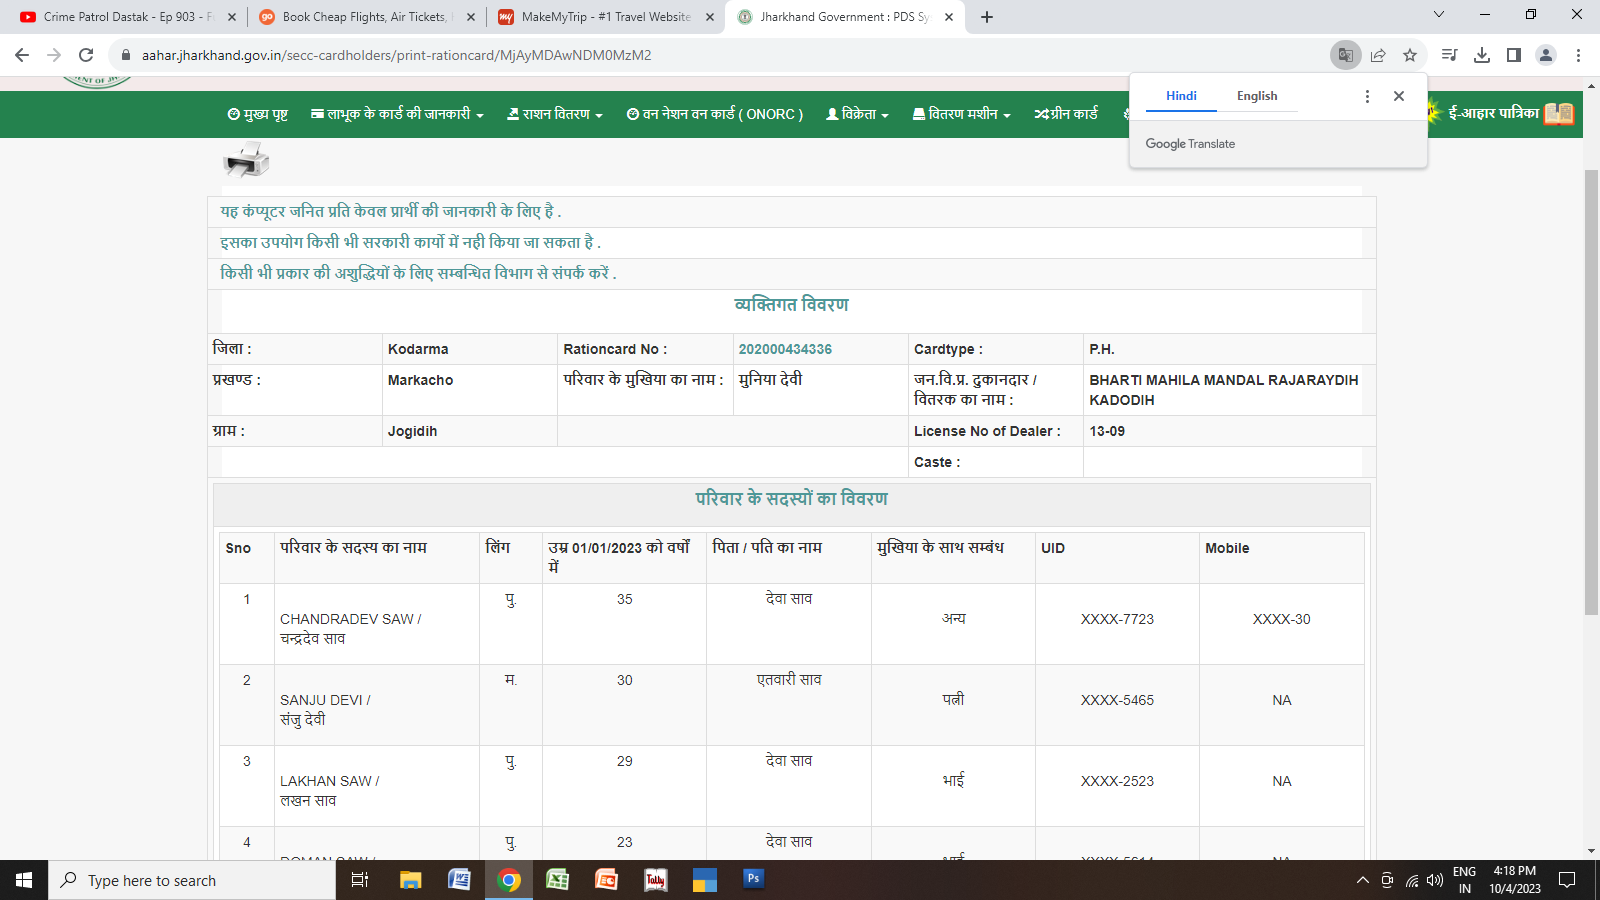 Crime Patrol Dastak - Ep 903 - F
Book Cheap Flights, Air Tickets,
MakeMyTrip - #1 Travel Website
Jharkhand Government : PDS Sy
aahar.jharkhand.gov.in/secc-cardholders/print-rationcard/MjAyMDAwNDM0MzM2
Hindi English
Google Translate
मुख्य पृष्ट लाभूक के कार्ड की जानकारी राशन वितरण वन नेशन वन कार्ड ( ONORC ) विक्रेता वितरण मशीन ग्रीन कार्ड ई-आहार पात्रिका
यह कंप्यूटर जनित प्रति केवल प्रार्थी की जानकारी के लिए है .
इसका उपयोग किसी भी सरकारी कार्यो में नही किया जा सकता है .
किसी भी प्रकार की अशुद्धियों के लिए सम्बन्धित विभाग से संपर्क करें .
व्यक्तिगत विवरण
जिला : Kodarma Rationcard No : 202000434336 Cardtype : P.H.
प्रखण्ड : Markacho परिवार के मुखिया का नाम : मुनिया देवी जन.वि.प्र. दुकानदार / BHARTI MAHILA MANDAL RAJARAYDIH
वितरक का नाम : KADODIH
ग्राम : Jogidih License No of Dealer : 13-09
Caste :
परिवार के सदस्यों का विवरण
Sno परिवार के सदस्य का नाम लिंग उम्र 01/01/2023 को वर्षों पिता / पति का नाम मुखिया के साथ सम्बंध UID Mobile
में
1 पु. 35 देवा साव
CHANDRADEV SAW / अन्य XXXX-7723 XXXX-30
चन्द्रदेव साव
2 म. 30 एतवारी साव
SANJU DEVI / पत्नी XXXX-5465 NA
संजु देवी
3 पु. 29 देवा साव
LAKHAN SAW / भाई XXXX-2523 NA
लखन साव
4 पु. 23 देवा साव
Type here to search
ENG 4:18 PM
IN 10/4/2023